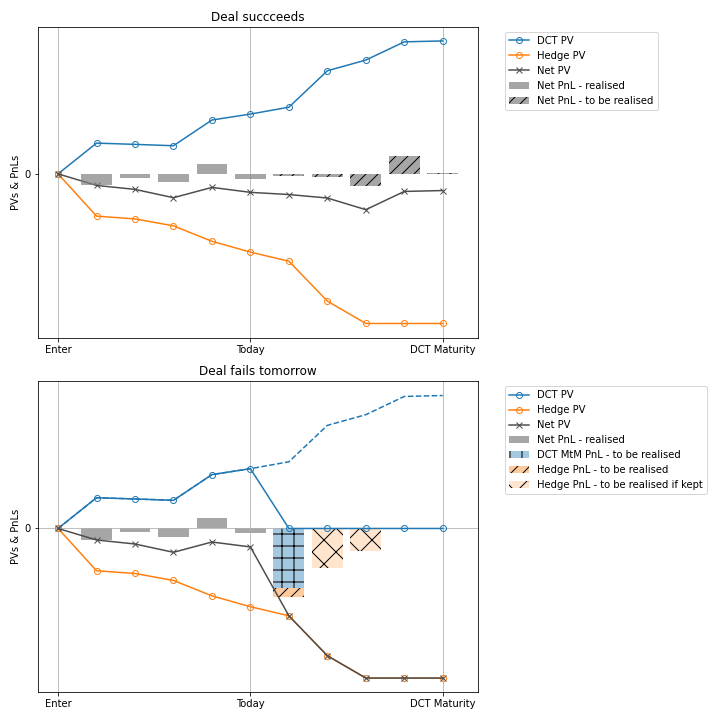 Deal succceeds
PVs & PnLs
0
Enter
Today
DCT Maturity
DCT PV
Hedge PV
Net PV
Net PnL - realised
Net PnL - to be realised
Deal fails tomorrow
PVs & PnLs
0
Enter
Today
DCT Maturity
DCT PV
Hedge PV
Net PV
Net PnL - realised
DCT MtM PnL - to be realised
Hedge PnL - to be realised
Hedge PnL - to be realised if kept